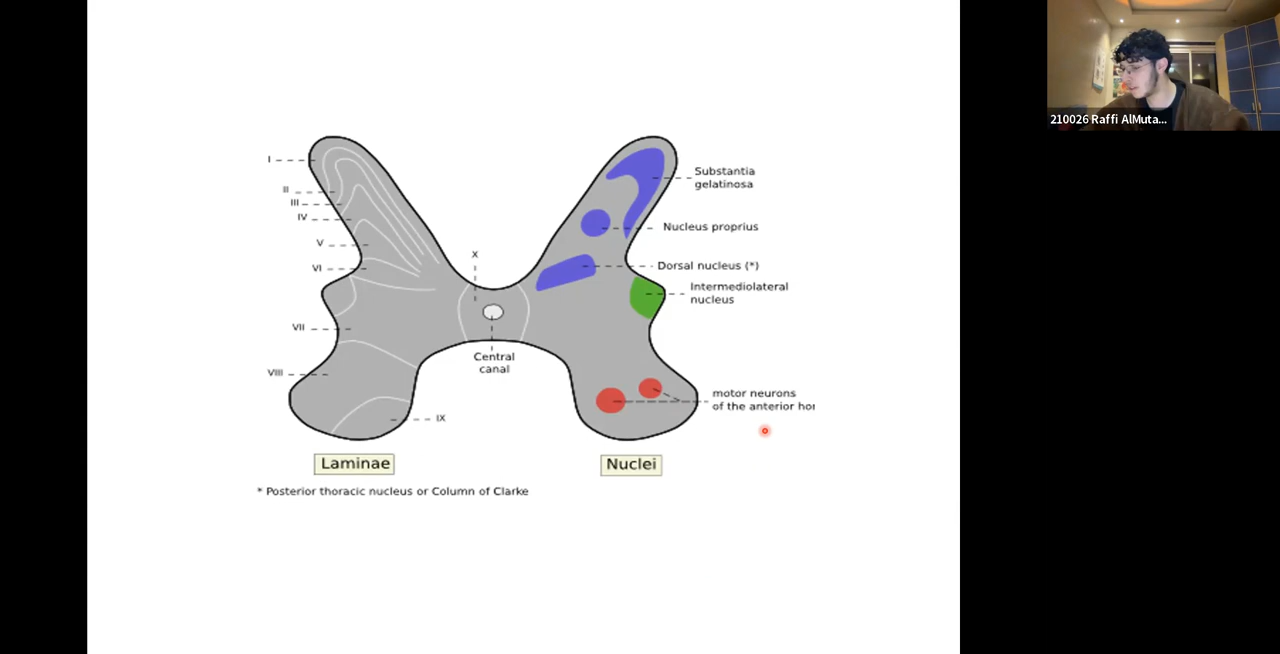 I
II
III
IV
V
VI
VII
VIII
IX
X
Central
canal
Substantia
gelatinosa
Nucleus proprius
Dorsal nucleus (*)
Intermediolateral
nucleus
motor neurons
of the anterior hor
Laminae
Nuclei
* Posterior thoracic nucleus or Column of Clarke
210026 Raffi AlMuta...